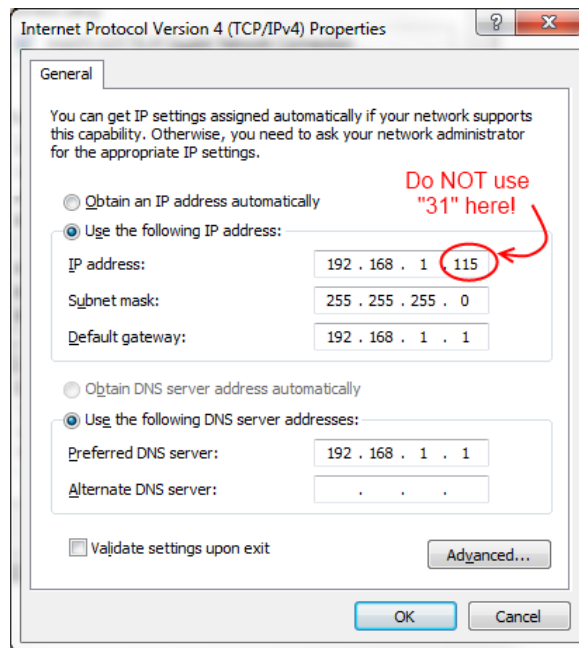 Internet Protocol Version 4 (TCP/IPv4) Properties
General
You can get IP settings assigned automatically if your network supports
this capability. Otherwise, you need to ask your network administrator
for the appropriate IP settings.
Do NOT use
"31" here!
Obtain an IP address automatically
Use the following IP address:
IP address: 192 . 168 . 1 . 115
Subnet mask: 255 . 255 . 255 . 0
Default gateway: 192 . 168 . 1 . 1
Obtain DNS server address automatically
Use the following DNS server addresses:
Preferred DNS server: 192 . 168 . 1 . 1
Alternate DNS server: . . .
Validate settings upon exit
Advanced...
OK Cancel